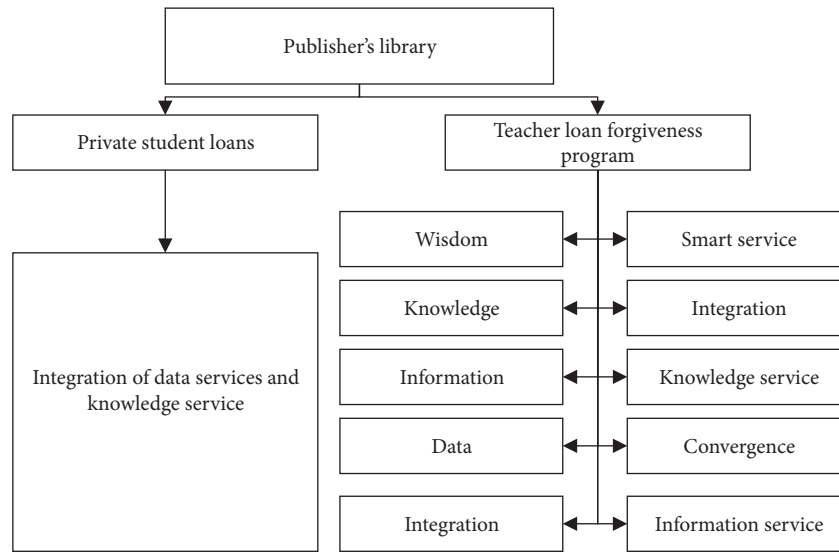 Publisher’s library
Private student loans
Teacher loan forgiveness
program
Integration of data services and
knowledge service
Wisdom
Smart service
Knowledge
Integration
Information
Knowledge service
Data
Convergence
Integration
Information service